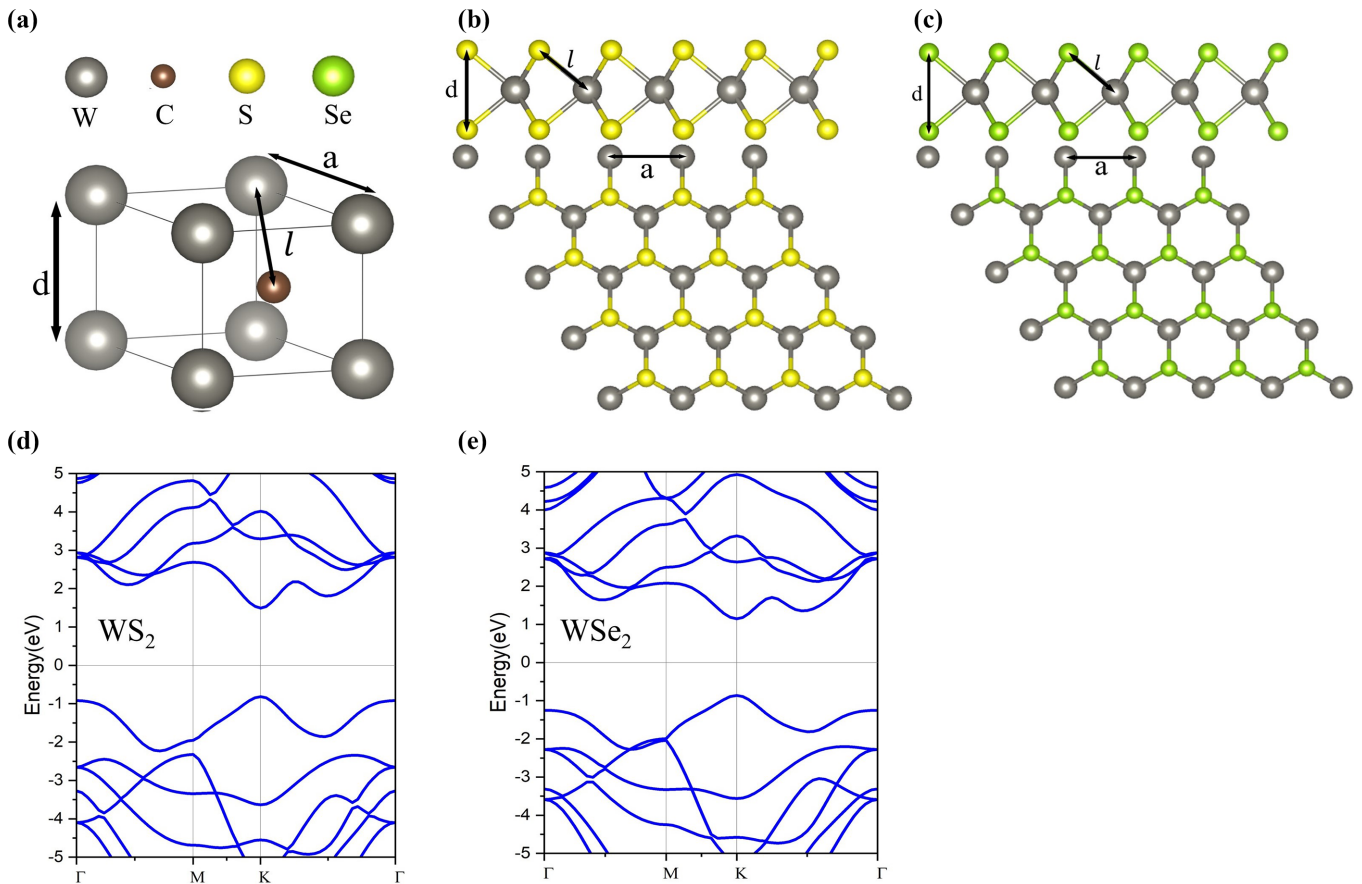 (a)
W C S Se
a
l
d
(b)
l
d
a
(c)
l
d
a
(d)
5
4
3
2
1
0
-1
-2
-3
-4
-5
Energy(eV)
WS₂
Γ M K Γ
(e)
5
4
3
2
1
0
-1
-2
-3
-4
-5
Energy(eV)
WSe₂
Γ M K Γ